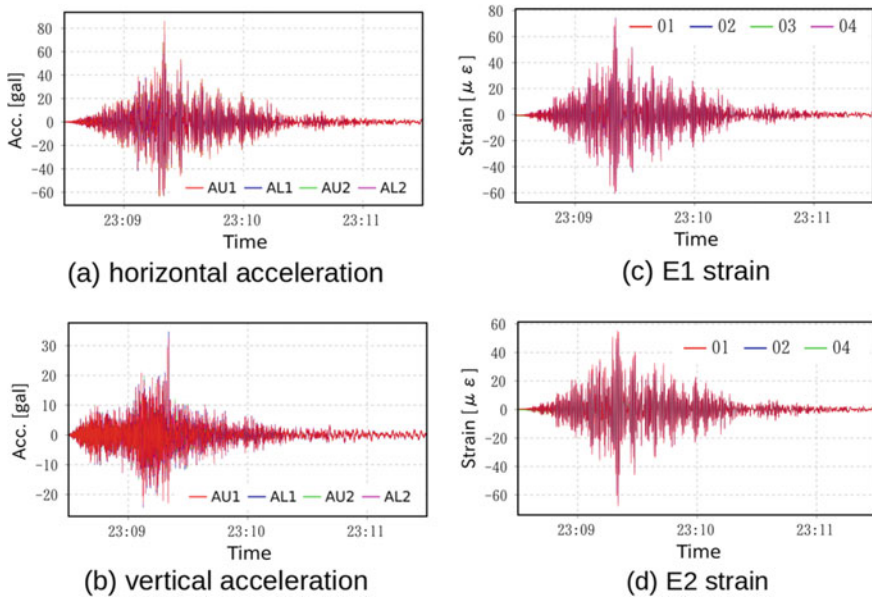 80
60
40
20
0
-20
-40
-60
Acc. [gal]
AU1 AL1 AU2 AL2
23:09 23:10 23:11
Time
(a) horizontal acceleration
80
60
40
20
0
-20
-40
-60
Strain [μ ε]
01 02 03 04
23:09 23:10 23:11
Time
(c) E1 strain
30
20
10
0
-10
-20
Acc. [gal]
AU1 AL1 AU2 AL2
23:09 23:10 23:11
Time
(b) vertical acceleration
60
40
20
0
-20
-40
-60
Strain [μ ε]
01 02 04
23:09 23:10 23:11
Time
(d) E2 strain